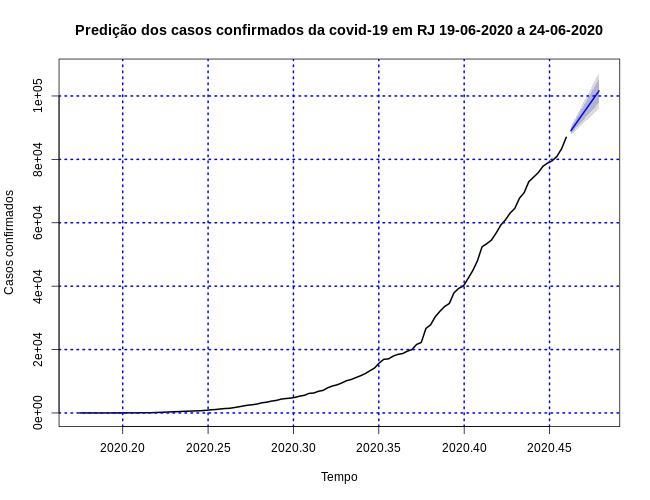 Predição dos casos confirmados da covid-19 em RJ 19-06-2020 a 24-06-2020
Casos confirmados
1e+05
8e+04
6e+04
4e+04
2e+04
0e+00
2020.20 2020.25 2020.30 2020.35 2020.40 2020.45
Tempo